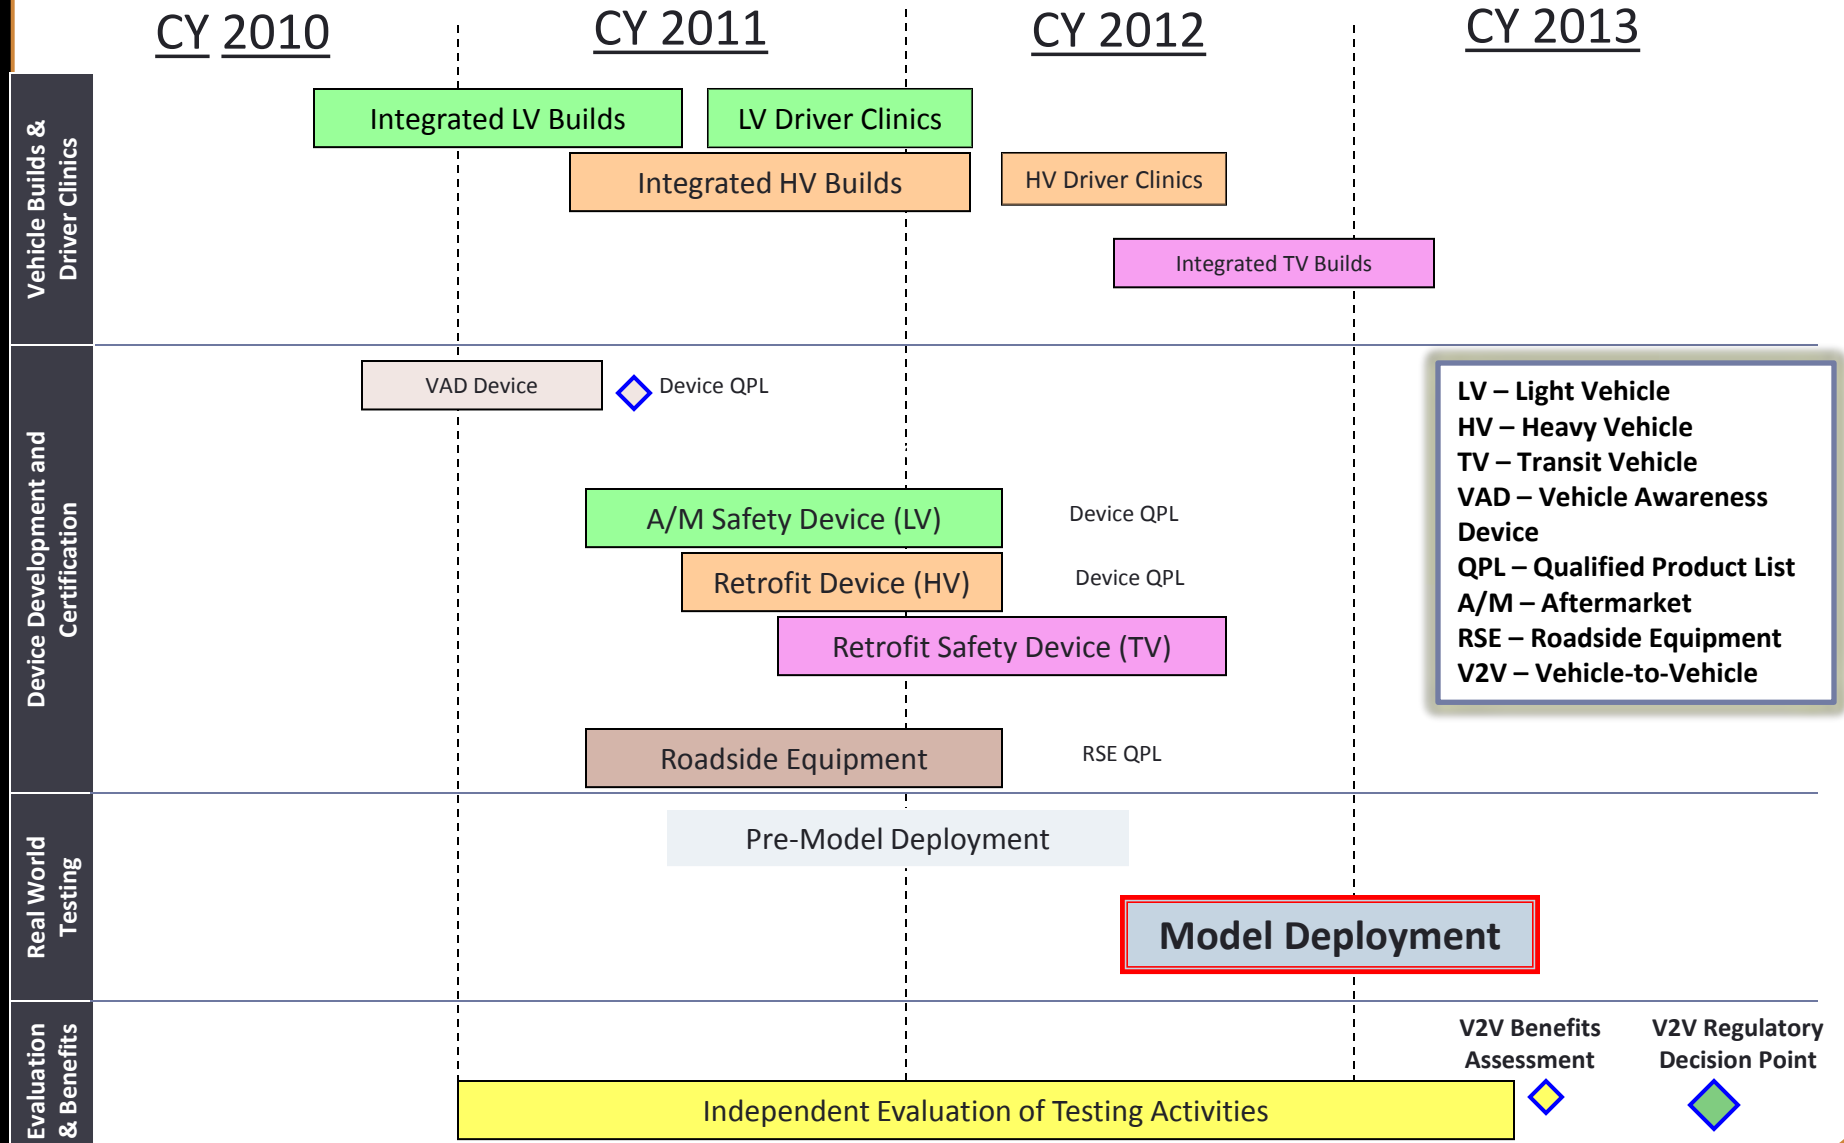 CY 2010
CY 2011
CY 2012
CY 2013
Vehicle Builds &
Driver Clinics
Integrated LV Builds
LV Driver Clinics
Integrated HV Builds
HV Driver Clinics
Integrated TV Builds
Device Development and
Certification
VAD Device
Device QPL
A/M Safety Device (LV)
Device QPL
Retrofit Device (HV)
Device QPL
Retrofit Safety Device (TV)
Roadside Equipment
RSE QPL
LV – Light Vehicle
HV – Heavy Vehicle
TV – Transit Vehicle
VAD – Vehicle Awareness
Device
QPL – Qualified Product List
A/M – Aftermarket
RSE – Roadside Equipment
V2V – Vehicle-to-Vehicle
Real World
Testing
Pre-Model Deployment
Model Deployment
Evaluation
& Benefits
V2V Benefits
Assessment
V2V Regulatory
Decision Point
Independent Evaluation of Testing Activities